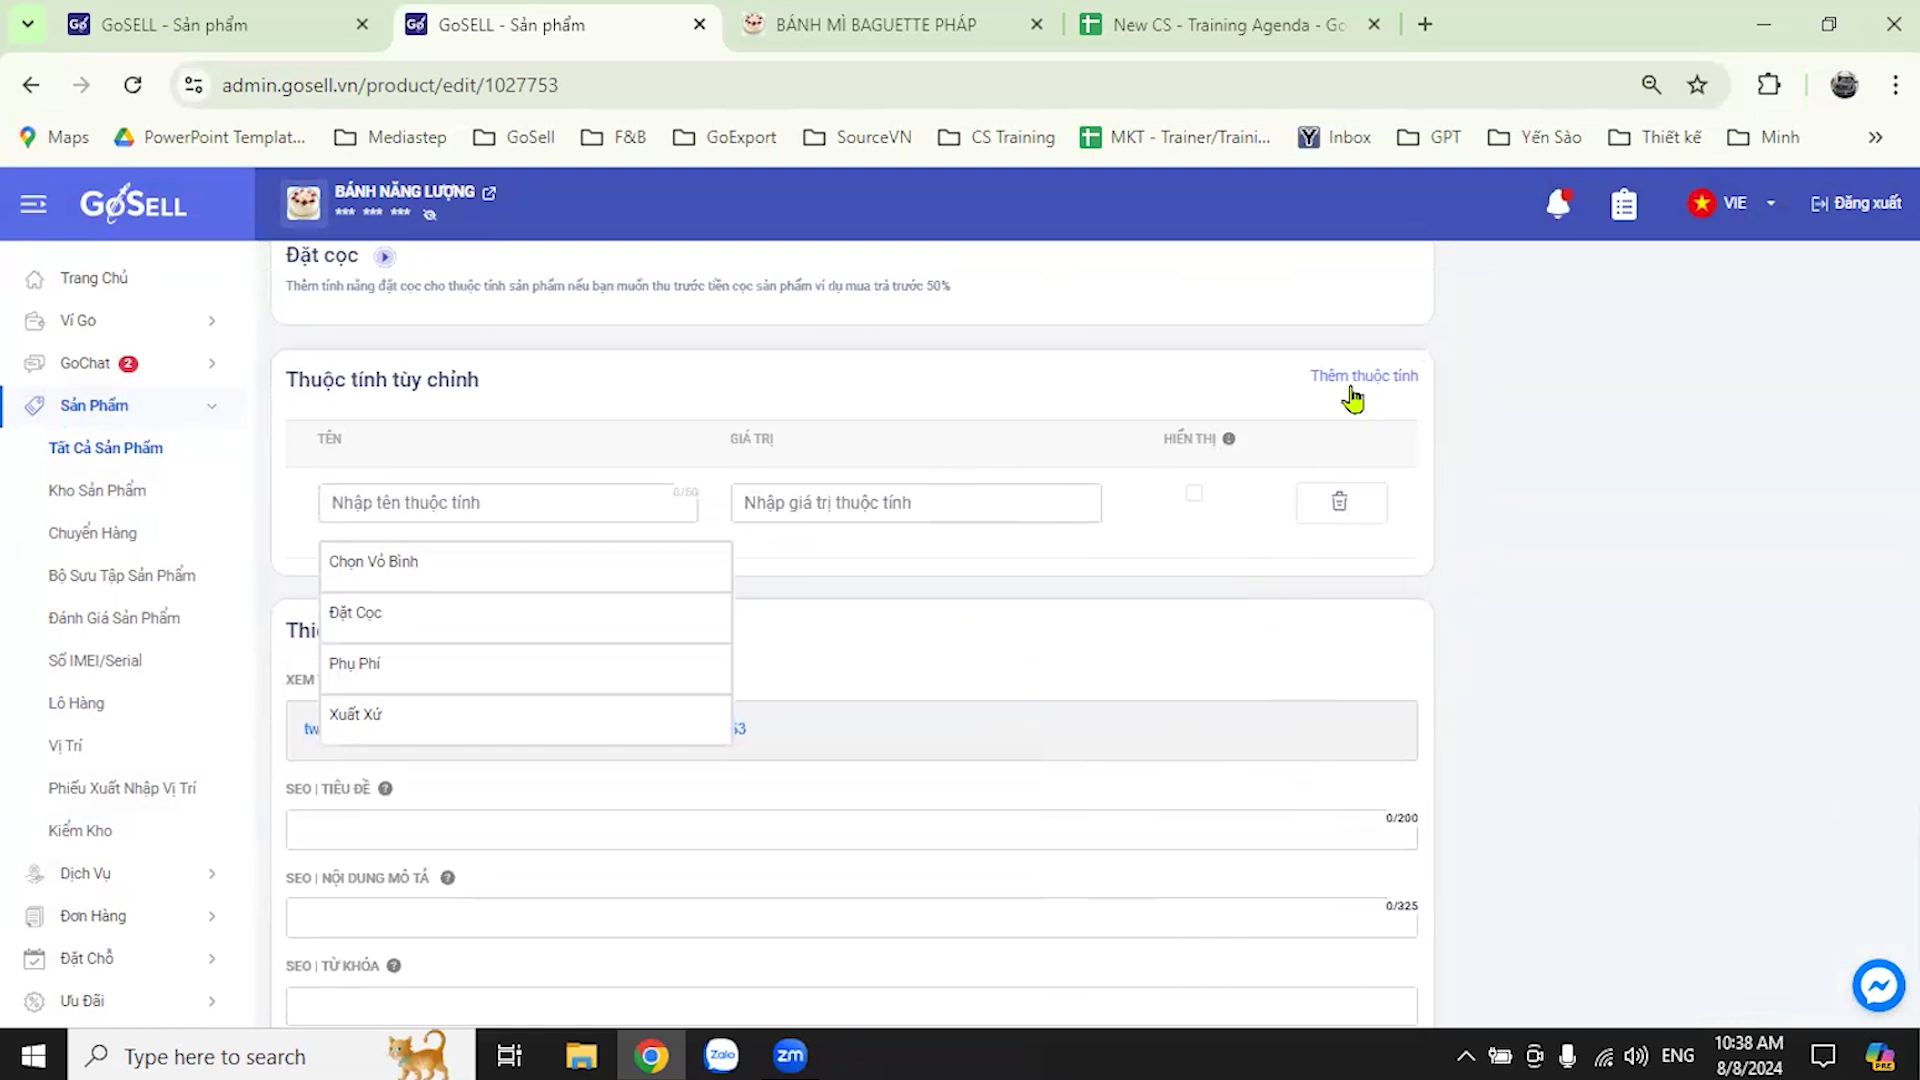 GoSELL - Sản phẩm
GoSELL - Sản phẩm
BÁNH MÌ BAGUETTE PHÁP
New CS - Training Agenda - Go
admin.gosell.vn/product/edit/1027753
Maps
PowerPoint Templat...
Mediastep
GoSell
F&B
GoExport
SourceVN
CS Training
MKT - Trainer/Traini...
Inbox
GPT
Yến Sào
Thiết kế
Minh
GoSELL
BÁNH NĂNG LƯỢNG
*** *** ***
VIE
Đăng xuất
Trang Chủ
Ví Go
GoChat 2
Sản Phẩm
Tất Cả Sản Phẩm
Kho Sản Phẩm
Chuyển Hàng
Bộ Sưu Tập Sản Phẩm
Đánh Giá Sản Phẩm
Số IMEI/Serial
Lô Hàng
Vị Trí
Phiếu Xuất Nhập Vị Trí
Kiểm Kho
Dịch Vụ
Đơn Hàng
Đặt Chỗ
Ưu Đãi
Đặt cọc
Thêm tính năng đặt cọc cho thuộc tính sản phẩm nếu bạn muốn thu trước tiền cọc sản phẩm ví dụ mua trả trước 50%
Thuộc tính tùy chỉnh
Thêm thuộc tính
TÊN
GIÁ TRỊ
HIỂN THỊ
Nhập tên thuộc tính
0/50
Nhập giá trị thuộc tính
Chọn Vỏ Bình
Đặt Cọc
Phụ Phí
Xuất Xứ
XEM
tw
53
SEO | TIÊU ĐỀ
0/200
SEO | NỘI DUNG MÔ TẢ
0/325
SEO | TỪ KHÓA
Type here to search
Zalo
zm
ENG
10:38 AM
8/8/2024